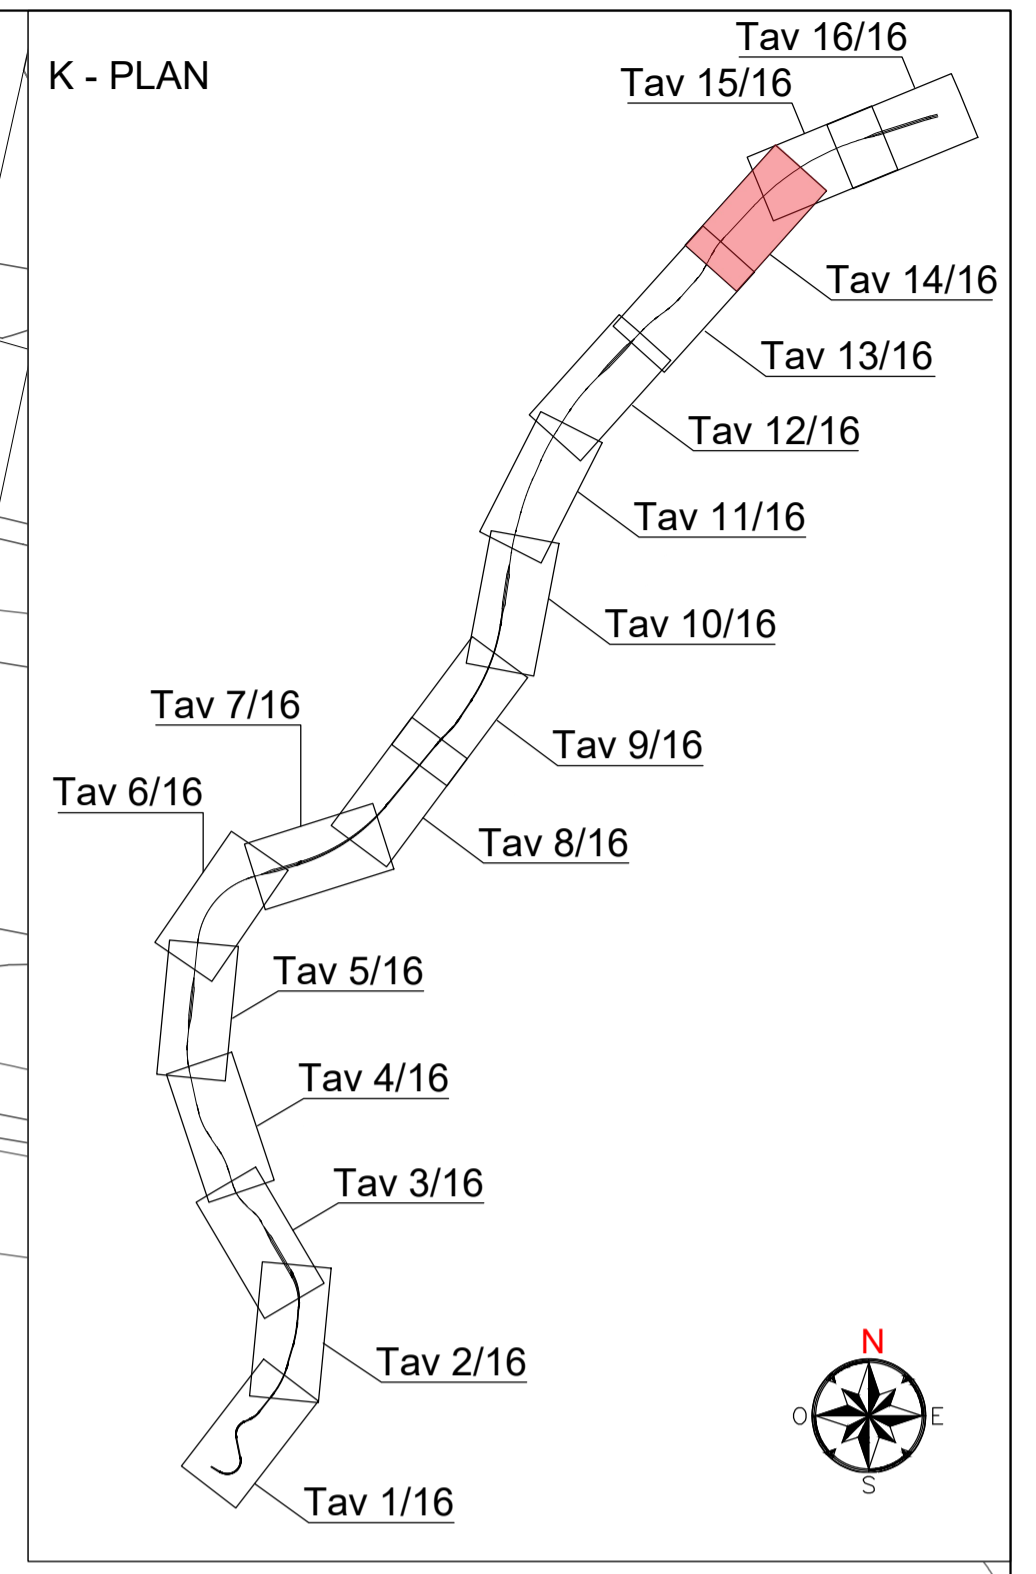 K - PLAN
Tav 16/16
Tav 15/16
Tav 14/16
Tav 13/16
Tav 12/16
Tav 11/16
Tav 10/16
Tav 7/16
Tav 9/16
Tav 6/16
Tav 8/16
Tav 5/16
Tav 4/16
Tav 3/16
Tav 2/16
Tav 1/16
N
O
E
S